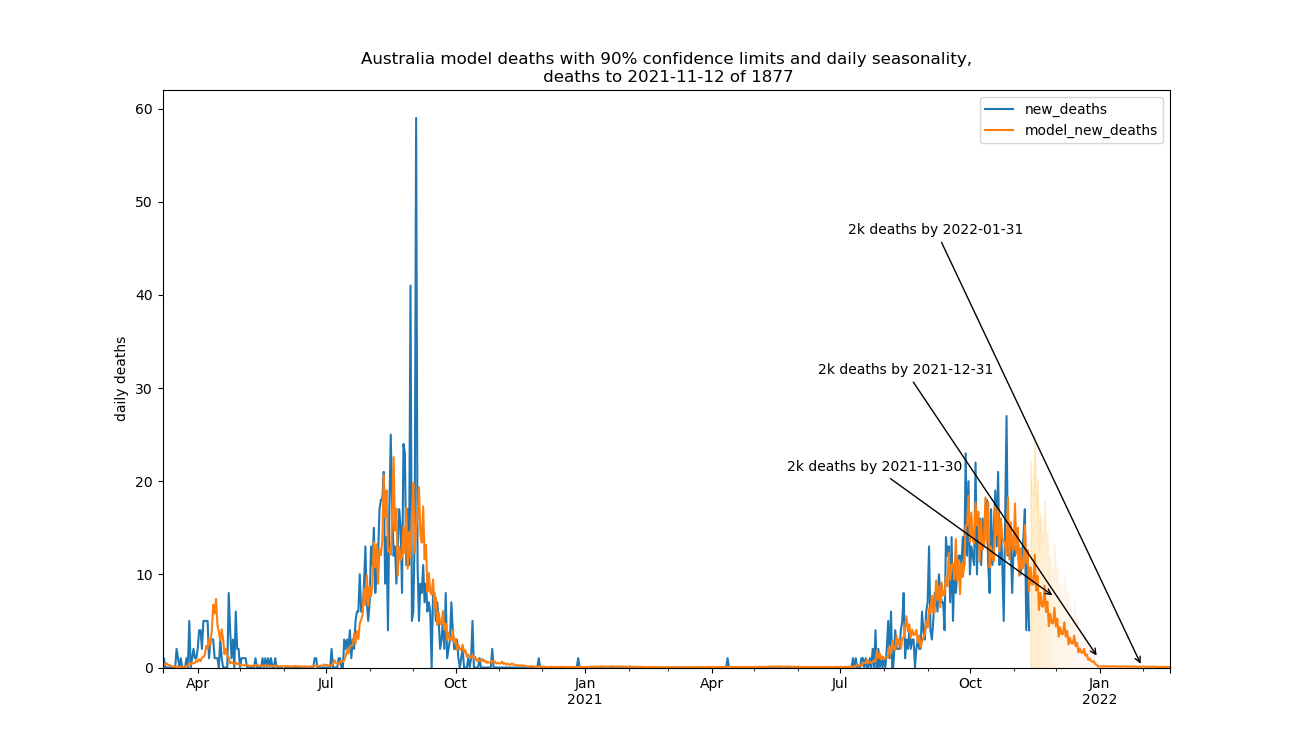 Australia model deaths with 90% confidence limits and daily seasonality,
deaths to 2021-11-12 of 1877
new_deaths
model_new_deaths
daily deaths
60
50
40
30
20
10
0
2k deaths by 2022-01-31
2k deaths by 2021-12-31
2k deaths by 2021-11-30
Apr
Jul
Oct
Jan
2021
Apr
Jul
Oct
Jan
2022